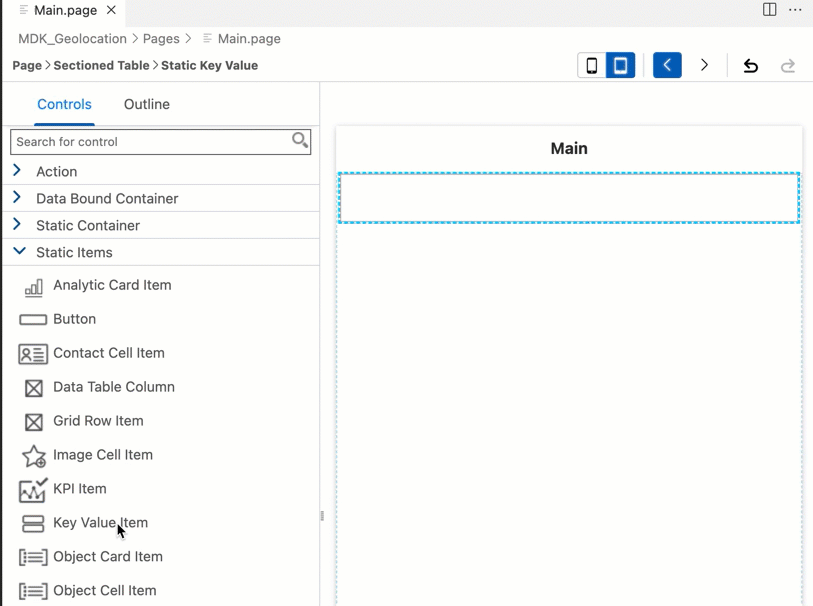 Main.page
MDK_Geolocation > Pages > Main.page
Page > Sectioned Table > Static Key Value
Controls
Outline
Search for control
Action
Data Bound Container
Static Container
Static Items
Analytic Card Item
Button
Contact Cell Item
Data Table Column
Grid Row Item
Image Cell Item
KPI Item
Key Value Item
Object Card Item
Object Cell Item
Main